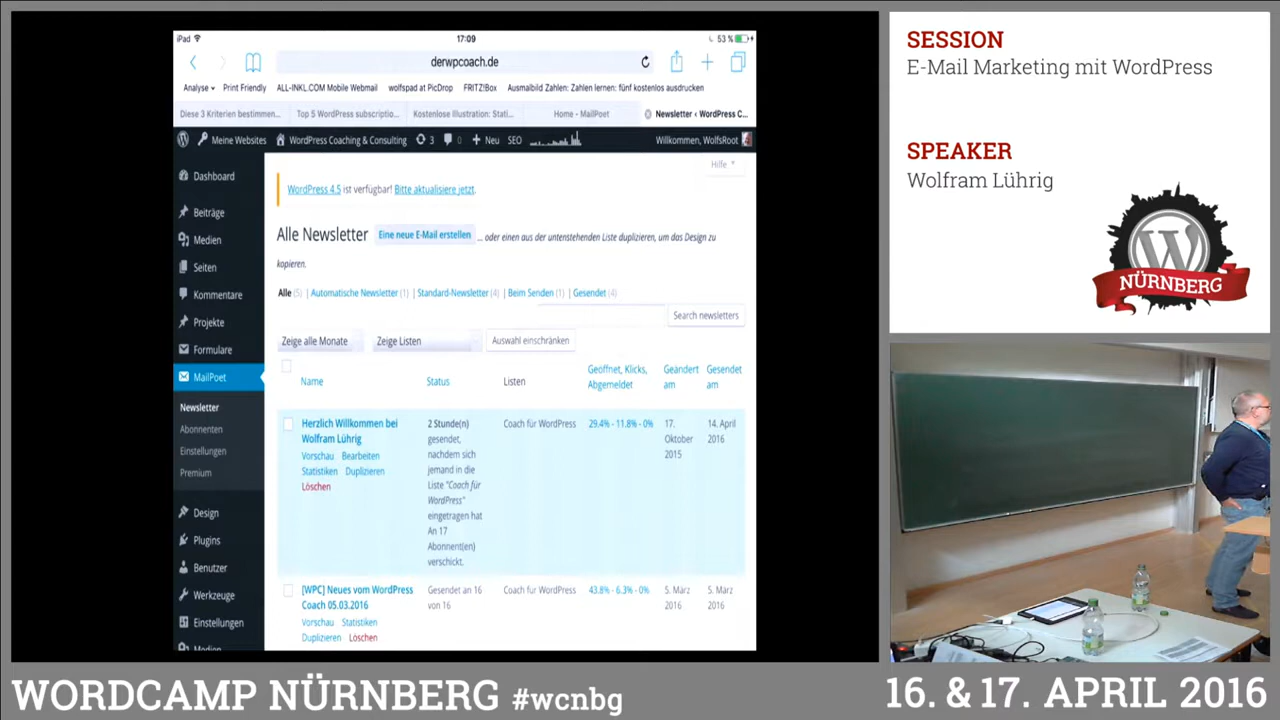 iPad
17:09
53 %
derwpcoach.de
Analyse
Print Friendly
ALL-INKL.COM Mobile Webmail
wolfspad at PicDrop
FRITZ!Box
Ausmalbild Zahlen: Zahlen lernen: fünf kostenlos ausdrucken
Diese 3 Kriterien bestimmen...
Top 5 WordPress subscriptio...
Kostenlose Illustration: Stati...
Home - MailPoet
Newsletter ‹ WordPress C...
Meine Websites
WordPress Coaching & Consulting
3
0
+ Neu
SEO
Willkommen, WolfsRoot
Hilfe
Dashboard
Beiträge
Medien
Seiten
Kommentare
Projekte
Formulare
MailPoet
Newsletter
Abonnenten
Einstellungen
Premium
Design
Plugins
Benutzer
Werkzeuge
Einstellungen
Medien
WordPress 4.5 ist verfügbar! Bitte aktualisiere jetzt.
Alle Newsletter Eine neue E-Mail erstellen ... oder einen aus der untenstehenden Liste duplizieren, um das Design zu
kopieren.
Alle (5) | Automatische Newsletter (1) | Standard-Newsletter (4) | Beim Senden (1) | Gesendet (4)
Search newsletters
Zeige alle Monate
Zeige Listen
Auswahl einschränken
Name
Status
Listen
Geöffnet, Klicks,
Abgemeldet
Geändert
am
Gesendet
am
Herzlich Willkommen bei
Wolfram Lührig
Vorschau Bearbeiten
Statistiken Duplizieren
Löschen
2 Stunde(n)
gesendet,
nachdem sich
jemand in die
Liste "Coach für
WordPress"
eingetragen hat
An 17
Abonnent(en)
verschickt.
Coach für WordPress
29.4% - 11.8% - 0%
17.
Oktober
2015
14. April
2016
[WPC] Neues vom WordPress
Coach 05.03.2016
Vorschau Statistiken
Duplizieren Löschen
Gesendet an 16
von 16
Coach für WordPress
43.8% - 6.3% - 0%
5. März
2016
5. März
2016
SESSION
E-Mail Marketing mit WordPress
SPEAKER
Wolfram Lührig
NÜRNBERG
WORDCAMP NÜRNBERG #wcnbg
16. & 17. APRIL 2016